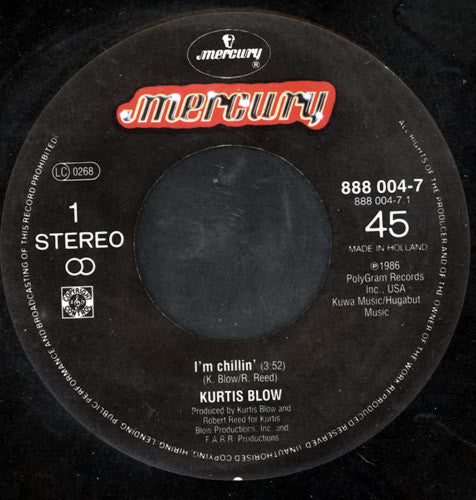 mercury ®
mercury
LC 0268
1
STEREO
888 004-7
888 004-7.1
45
MADE IN HOLLAND
℗1986
PolyGram Records
Inc., USA
Kuwa Music/Hugabut
Music
I'm chillin' (3:52)
(K. Blow/R. Reed)
KURTIS BLOW
Produced by Kurtis Blow and
Robert Reed for Kurtis
Blow Productions, Inc. and
F.A.R.R. Productions
ALL RIGHTS OF THE PRODUCER AND OF THE OWNER OF THE WORK REPRODUCED RESERVED UNAUTHORISED COPYING, HIRING, LENDING, PUBLIC PERFORMANCE AND BROADCASTING OF THIS RECORD PROHIBITED